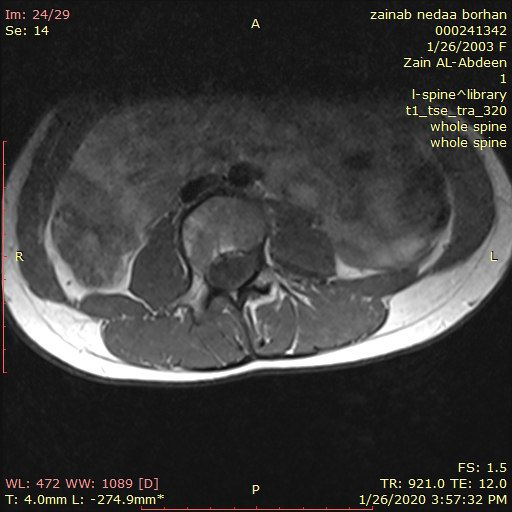 Im: 24/29
Se: 14
A
zainab nedaa borhan
000241342
1/26/2003 F
Zain AL-Abdeen
1
l-spine^library
t1_tse_tra_320
whole spine
whole spine
R
L
WL: 472 WW: 1089 [D]
T: 4.0mm L: -274.9mm*
P
FS: 1.5
TR: 921.0 TE: 12.0
1/26/2020 3:57:32 PM